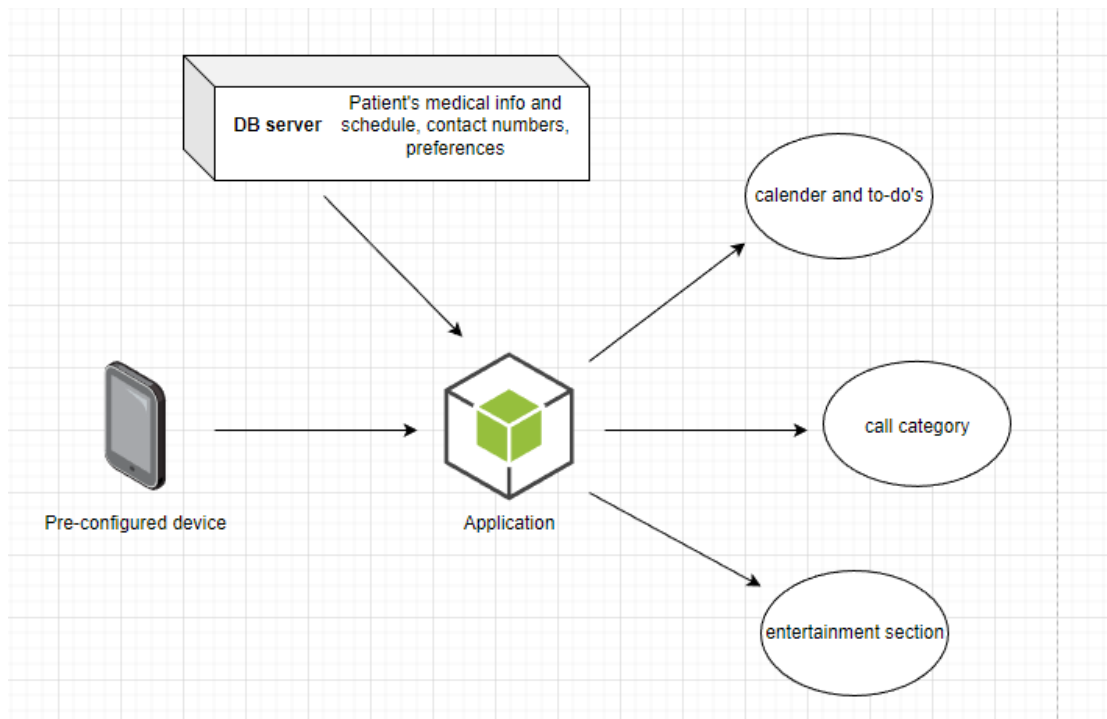 DB server
Patient's medical info and
schedule, contact numbers,
preferences
calender and to-do's
call category
Pre-configured device
Application
entertainment section